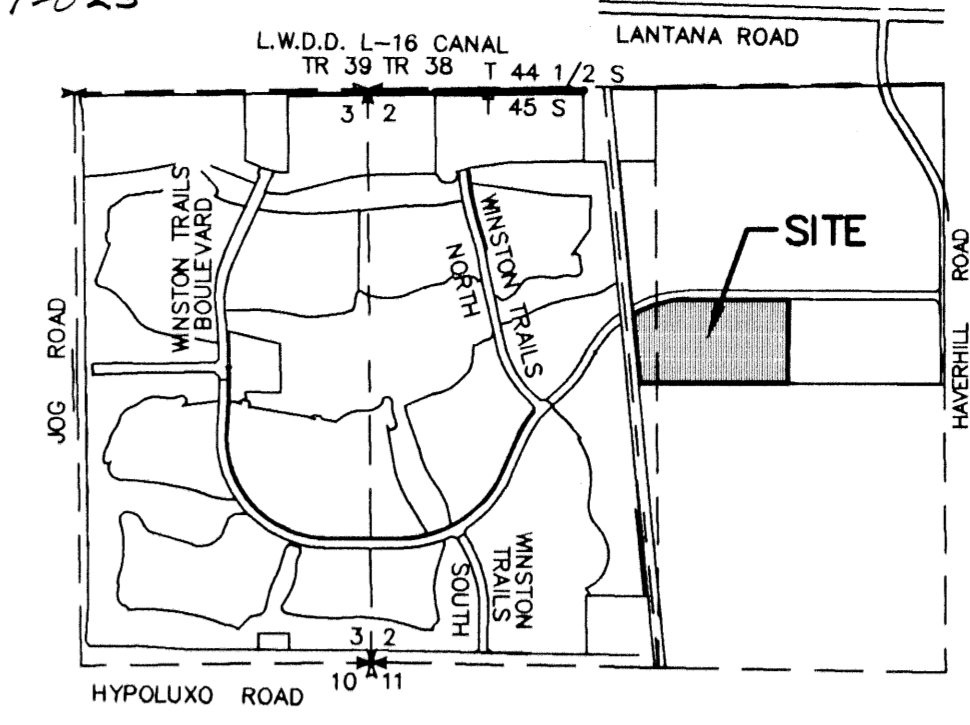 LANTANA ROAD
L.W.D.D. L-16 CANAL
TR 39 TR 38 T 44 1/2 S
3 2 T 45 S
WINSTON TRAILS
BOULEVARD
WINSTON TRAILS
NORTH
SITE
JOG ROAD
HAVERHILL ROAD
WINSTON
TRAILS
SOUTH
3 2
10 11
HYPOLUXO ROAD